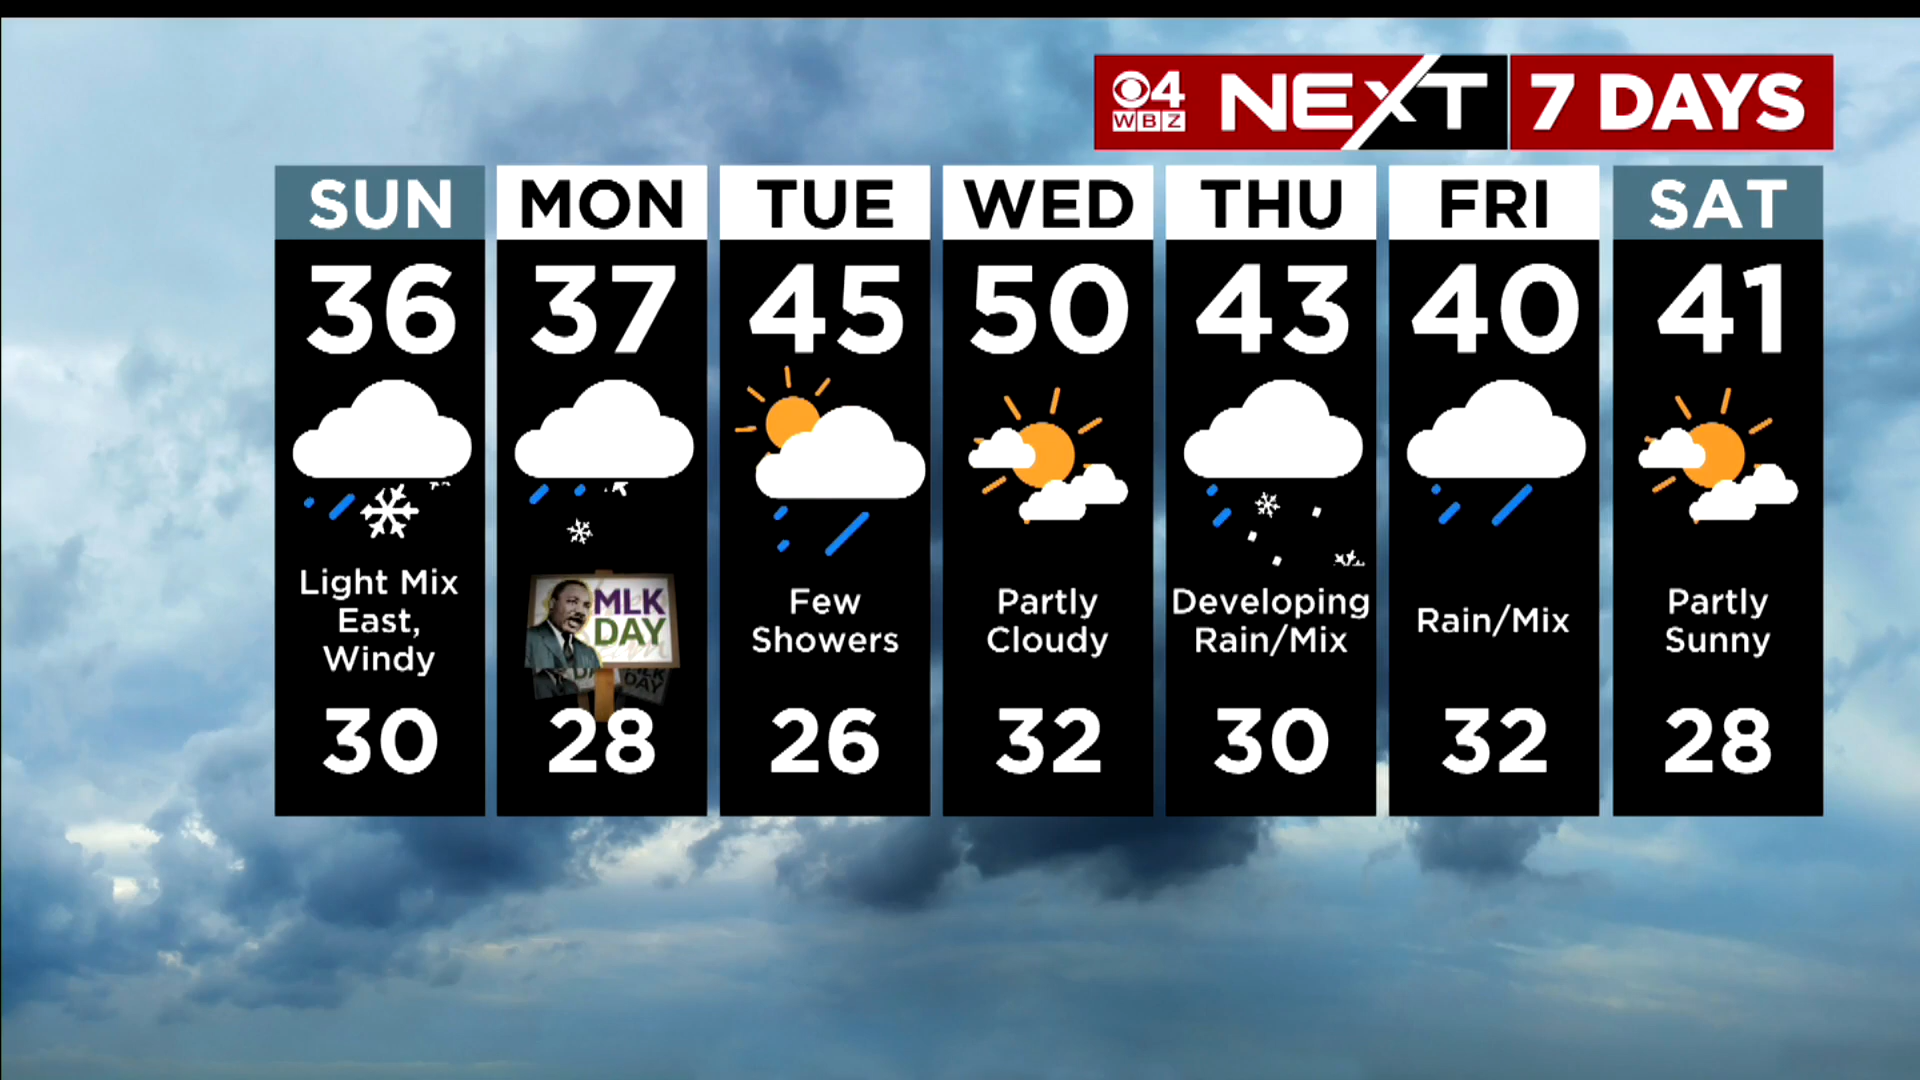 4
WBZ
NEXT
7 DAYS
SUN
36
Light Mix
East,
Windy
30
MON
37
MLK
DAY
28
TUE
45
Few
Showers
26
WED
50
Partly
Cloudy
32
THU
43
Developing
Rain/Mix
30
FRI
40
Rain/Mix
32
SAT
41
Partly
Sunny
28